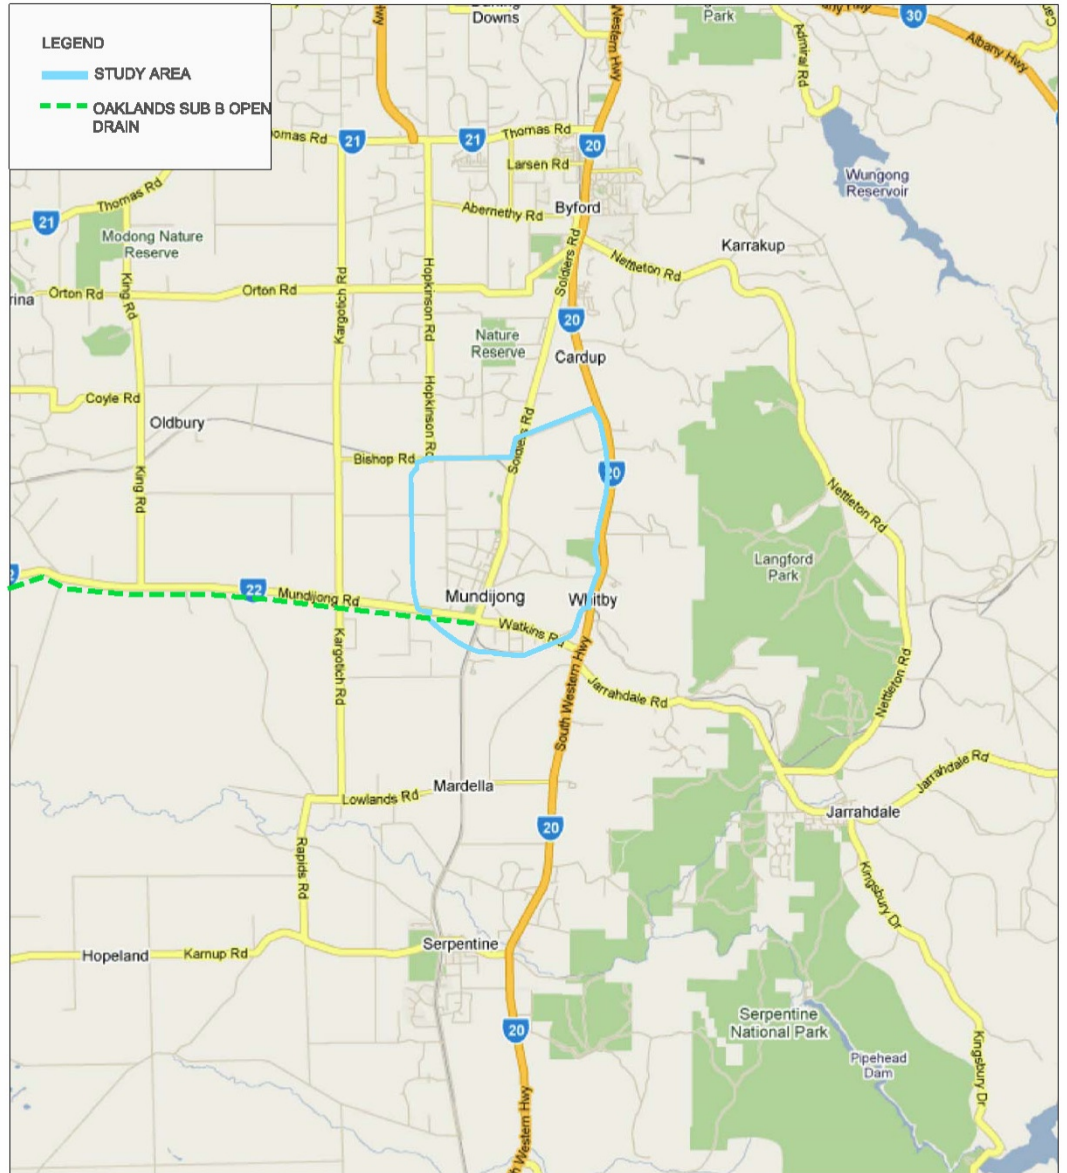 LEGEND
STUDY AREA
OAKLANDS SUB B OPEN
DRAIN
Downs
Park
30
Albany Hwy
Admiral Rd
Western Hwy
Hwy
21
21
Thomas Rd
20
Larsen Rd
Wungong
Reservoir
Thomas Rd
21
Abernethy Rd
Byford
Modong Nature
Reserve
Karrakup
Nettleton Rd
Soldiers Rd
Hopkinson Rd
Kargotich Rd
King Rd
Orton Rd
Orton Rd
20
Nature
Reserve
Cardup
Hopkinson Rd
Coyle Rd
Oldbury
Soldiers Rd
Bishop Rd
20
King Rd
Nettleton Rd
Langford
Park
22
Mundijong Rd
Mundijong
Whitby
Watkins Rd
Kargotich Rd
South Western Hwy
Jarrahdale Rd
Nettleton Rd
Jarrahdale Rd
Mardella
Lowlands Rd
20
Jarrahdale
Rapids Rd
Kingsbury Dr
Serpentine
Hopeland
Karnup Rd
Serpentine
National Park
20
Pipehead
Dam
Kingsbury Dr
Western Hwy